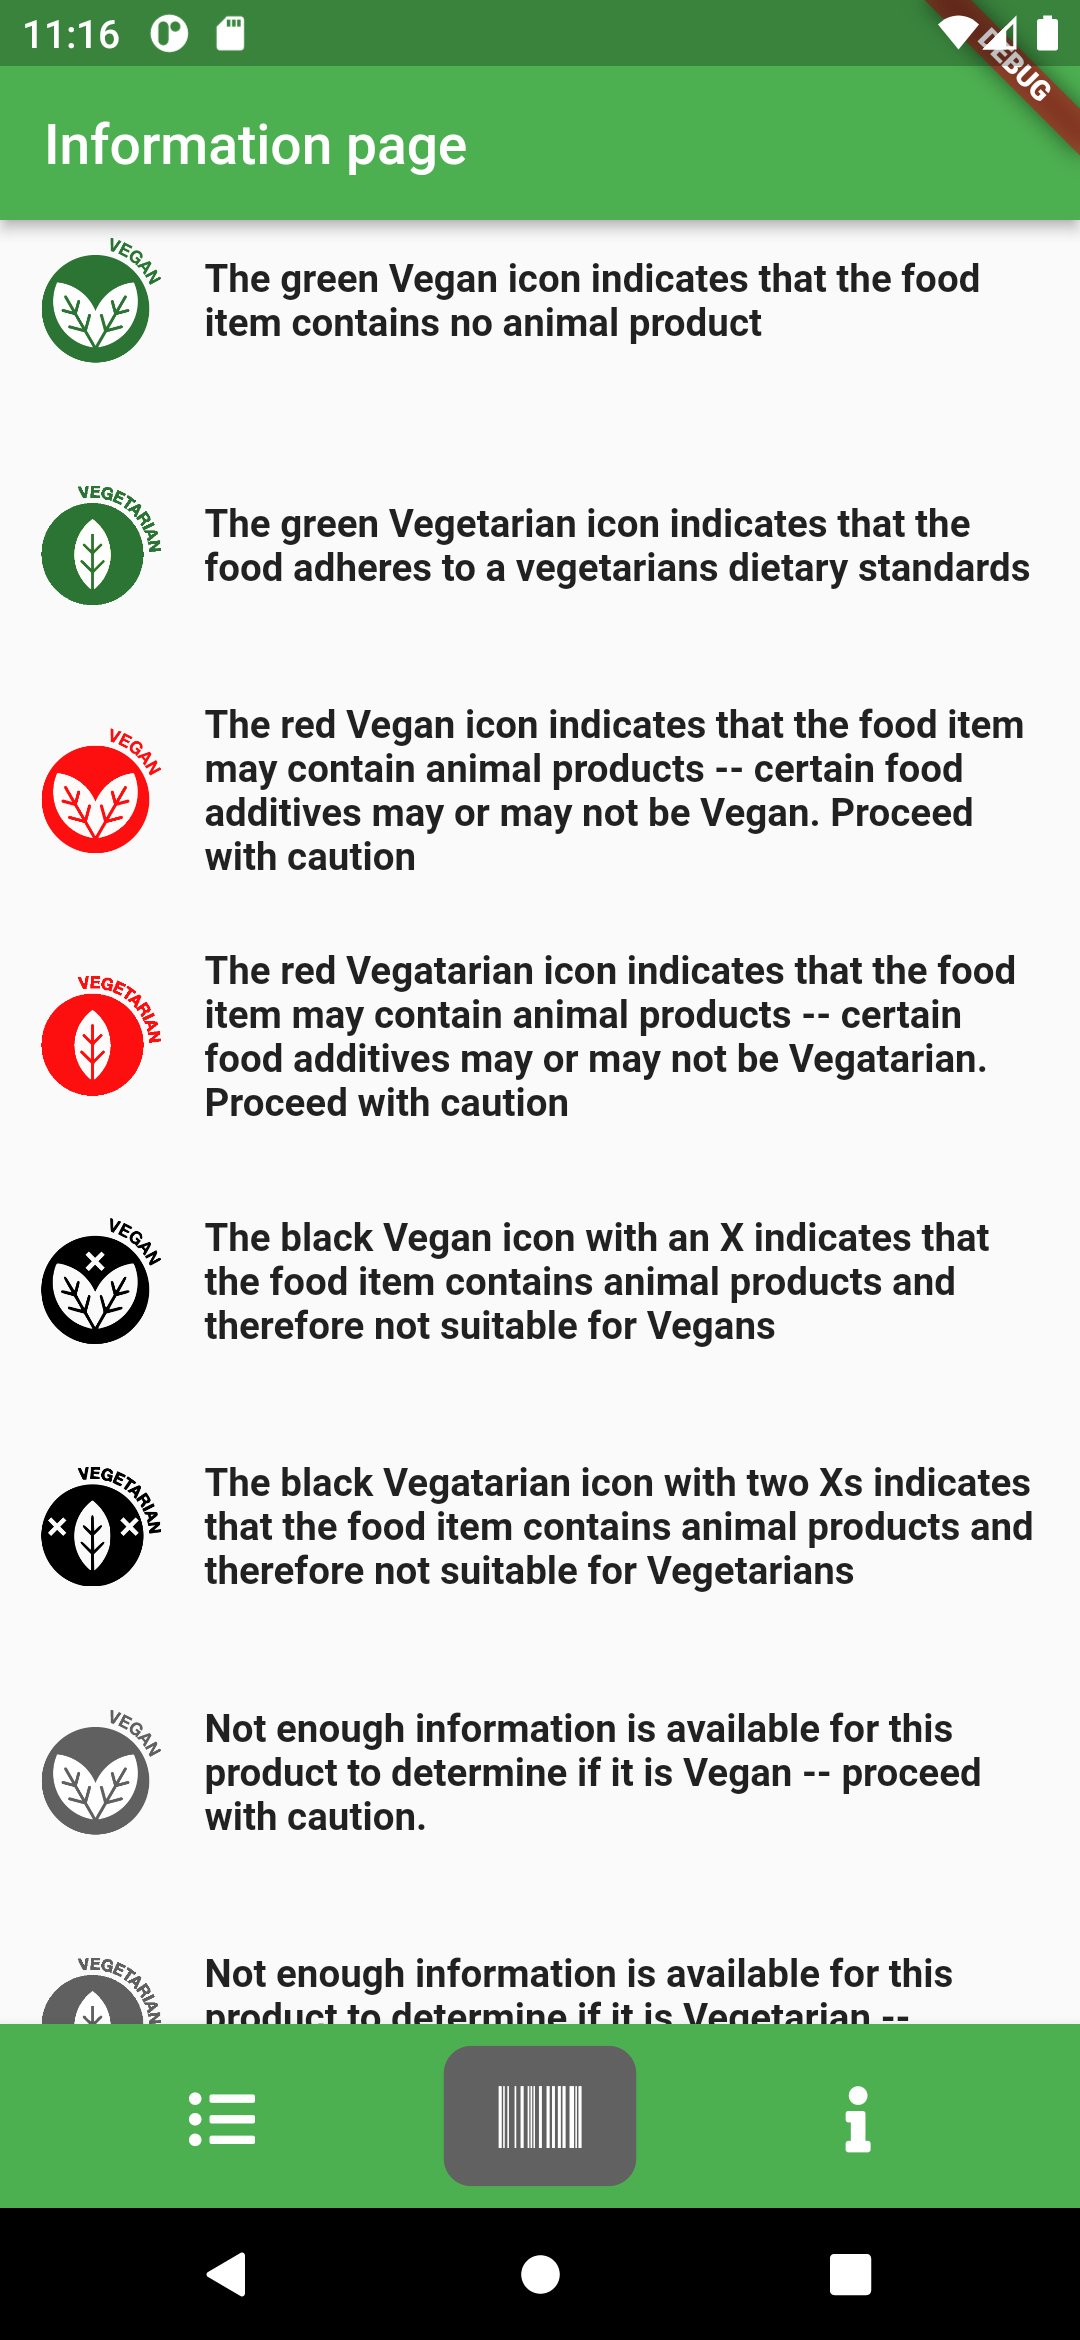 11:16
DEBUG
Information page
VEGAN
The green Vegan icon indicates that the food
item contains no animal product
VEGETARIAN
The green Vegetarian icon indicates that the
food adheres to a vegetarians dietary standards
VEGAN
The red Vegan icon indicates that the food item
may contain animal products -- certain food
additives may or may not be Vegan. Proceed
with caution
VEGETARIAN
The red Vegatarian icon indicates that the food
item may contain animal products -- certain
food additives may or may not be Vegatarian.
Proceed with caution
VEGAN
The black Vegan icon with an X indicates that
the food item contains animal products and
therefore not suitable for Vegans
VEGETARIAN
The black Vegatarian icon with two Xs indicates
that the food item contains animal products and
therefore not suitable for Vegetarians
VEGAN
Not enough information is available for this
product to determine if it is Vegan -- proceed
with caution.
VEGETARIAN
Not enough information is available for this
product to determine if it is Vegetarian --